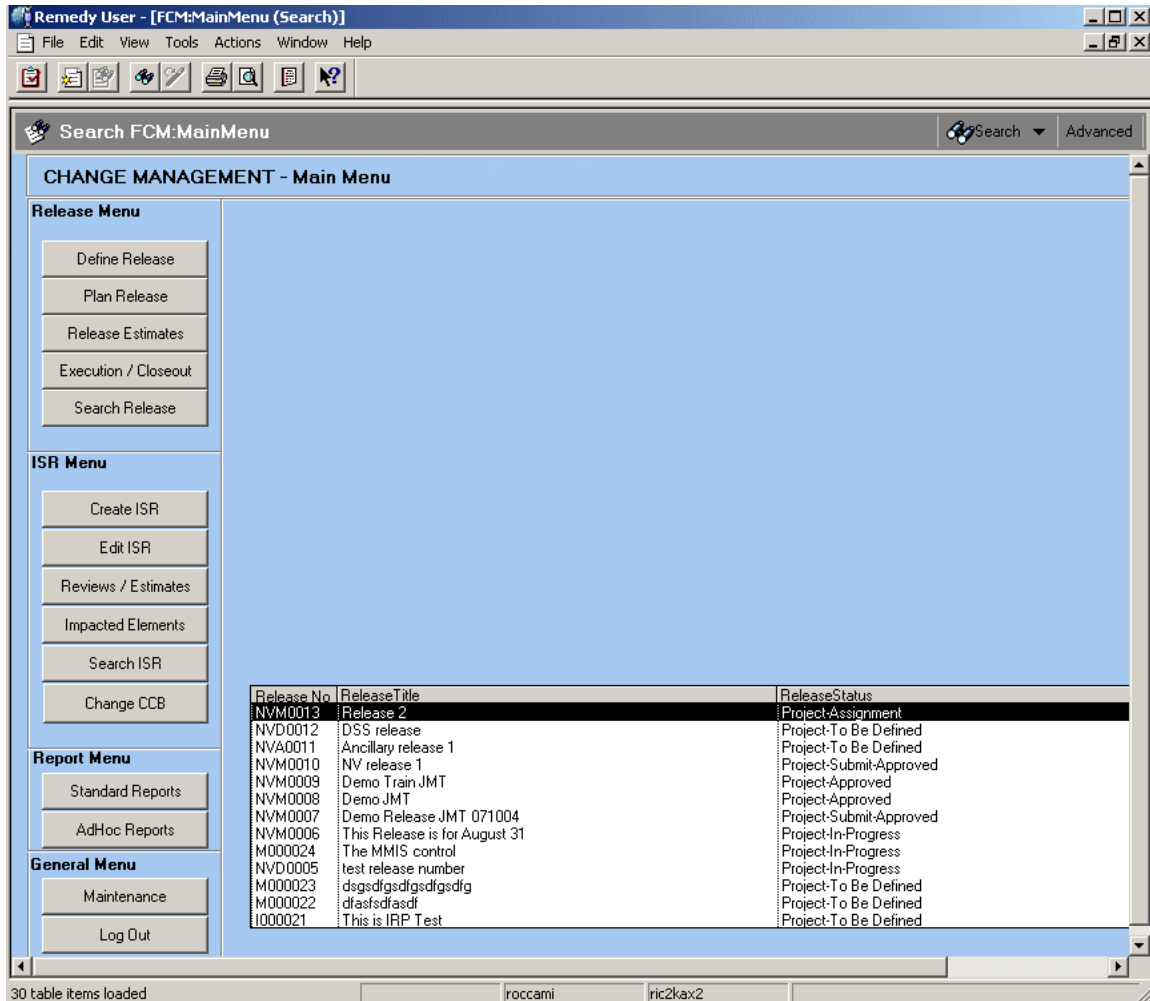 Remedy User - [FCM:MainMenu (Search)]
File Edit View Tools Actions Window Help
Search FCM:MainMenu
Search Advanced
CHANGE MANAGEMENT - Main Menu
Release Menu
Define Release
Plan Release
Release Estimates
Execution / Closeout
Search Release
ISR Menu
Create ISR
Edit ISR
Reviews / Estimates
Impacted Elements
Search ISR
Change CCB
Report Menu
Standard Reports
AdHoc Reports
General Menu
Maintenance
Log Out
Release No ReleaseTitle ReleaseStatus
NVM0013 Release 2 Project-Assignment
NVD0012 DSS release Project-To Be Defined
NVA0011 Ancillary release 1 Project-To Be Defined
NVM0010 NV release 1 Project-Submit-Approved
NVM0009 Demo Train JMT Project-Approved
NVM0008 Demo JMT Project-Approved
NVM0007 Demo Release JMT 071004 Project-Submit-Approved
NVM0006 This Release is for August 31 Project-In-Progress
M000024 The MMIS control Project-In-Progress
NVD0005 test release number Project-In-Progress
M000023 dsgsdfgsdfgsdfgsdfg Project-To Be Defined
M000022 dfasfsdfasdf Project-To Be Defined
I000021 This is IRP Test Project-To Be Defined
30 table items loaded roccami ric2kax2